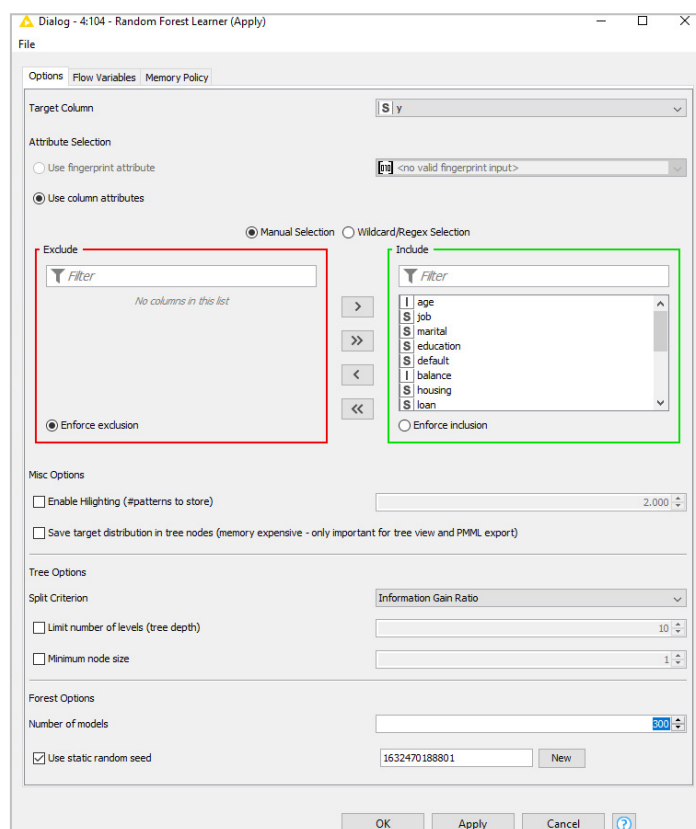 Dialog - 4:104 - Random Forest Learner (Apply)
File
Options Flow Variables Memory Policy
Target Column S y
Attribute Selection
Use fingerprint attribute <no valid fingerprint input>
Use column attributes
Manual Selection Wildcard/Regex Selection
Exclude Include
Filter Filter
No columns in this list
I age
S job
S marital
S education
S default
I balance
S housing
S loan
> 
>>
<
<<
Enforce exclusion Enforce inclusion
Misc Options
Enable Hilighting (#patterns to store) 2.000
Save target distribution in tree nodes (memory expensive - only important for tree view and PMML export)
Tree Options
Split Criterion Information Gain Ratio
Limit number of levels (tree depth) 10
Minimum node size 1
Forest Options
Number of models 300
Use static random seed 1632470188801 New
OK Apply Cancel ?